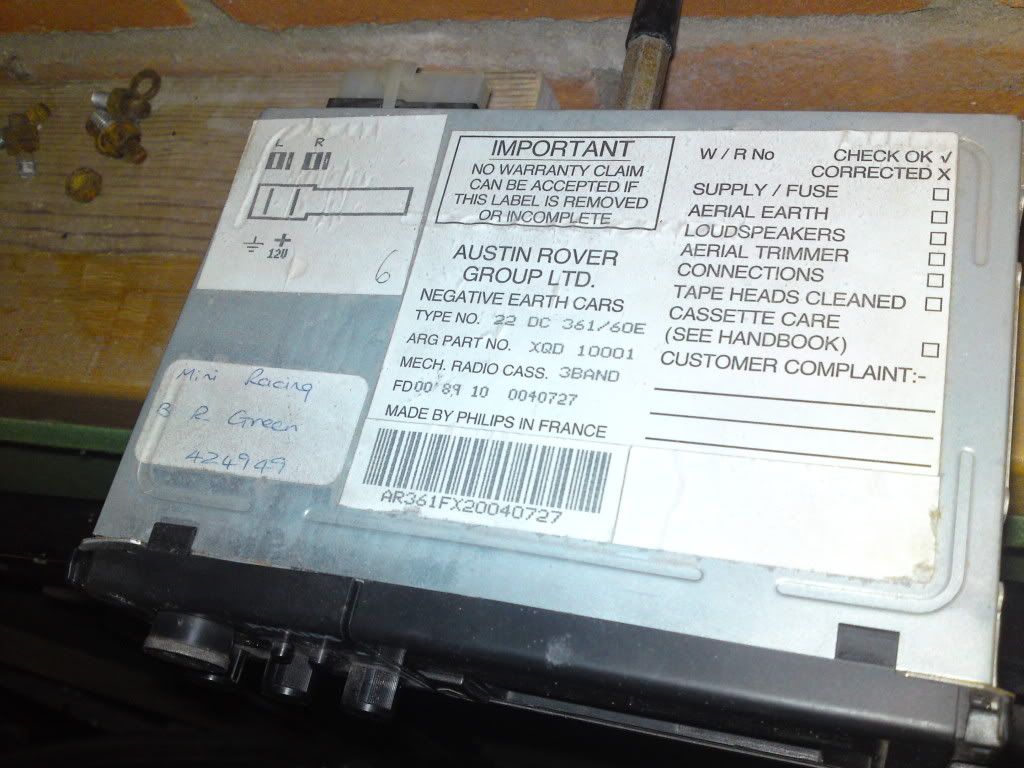 L R
12V
6
IMPORTANT
NO WARRANTY CLAIM
CAN BE ACCEPTED IF
THIS LABEL IS REMOVED
OR INCOMPLETE
AUSTIN ROVER
GROUP LTD.
NEGATIVE EARTH CARS
TYPE NO. 22 DC 361/60E
ARG PART NO. XQD 10001
MECH. RADIO CASS. 3BAND
FD00'89 10 0040727
MADE BY PHILIPS IN FRANCE
AR361FX20040727
W / R No CHECK OK √
CORRECTED X
SUPPLY / FUSE
AERIAL EARTH
LOUDSPEAKERS
AERIAL TRIMMER
CONNECTIONS
TAPE HEADS CLEANED
CASSETTE CARE
(SEE HANDBOOK)
CUSTOMER COMPLAINT:-
Mini Racing
B R Green
424949